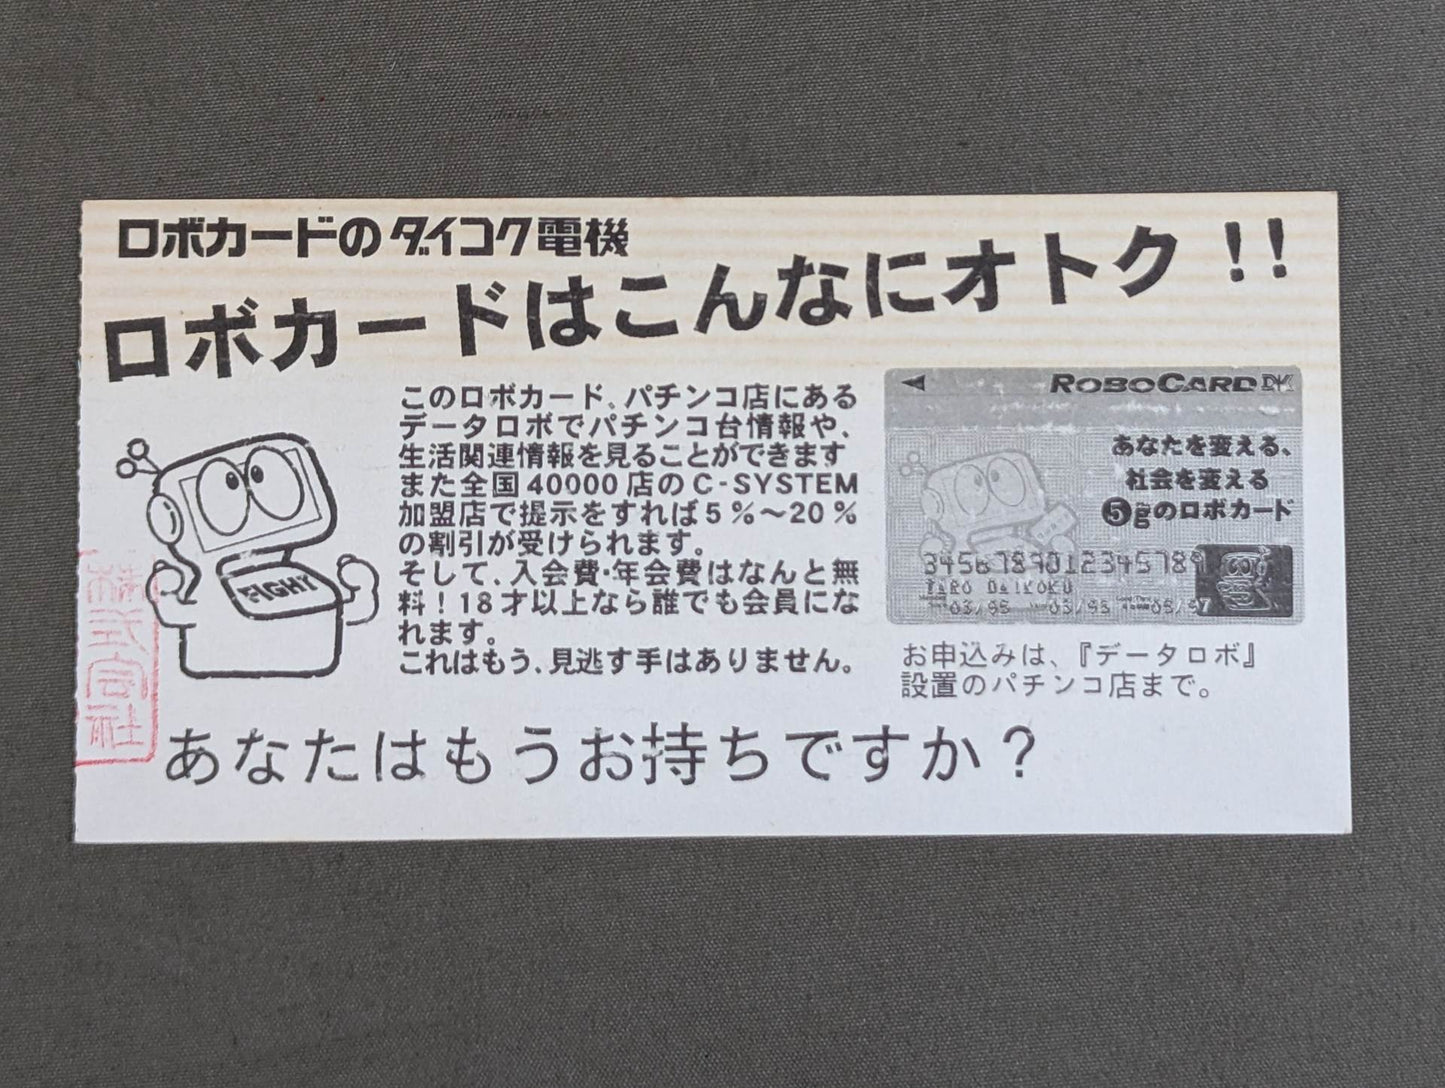 ロボカードのダイコク電機
ロボカードはこんなにオトク!!
このロボカード、パチンコ店にある
データロボでパチンコ台情報や、
生活関連情報を見ることができます
また全国40000店のC-SYSTEM
加盟店で提示をすれば5%～20%
の割引が受けられます。
そして、入会費・年会費はなんと無
料!18才以上なら誰でも会員にな
れます。
これはもう、見逃す手はありません。
FIGHY
ROBOCARD DK
あなたを変える、
社会を変える
❺gのロボカード
TARO DAIKOKU
お申込みは、『データロボ』
設置のパチンコ店まで。
株式会社
あなたはもうお持ちですか？